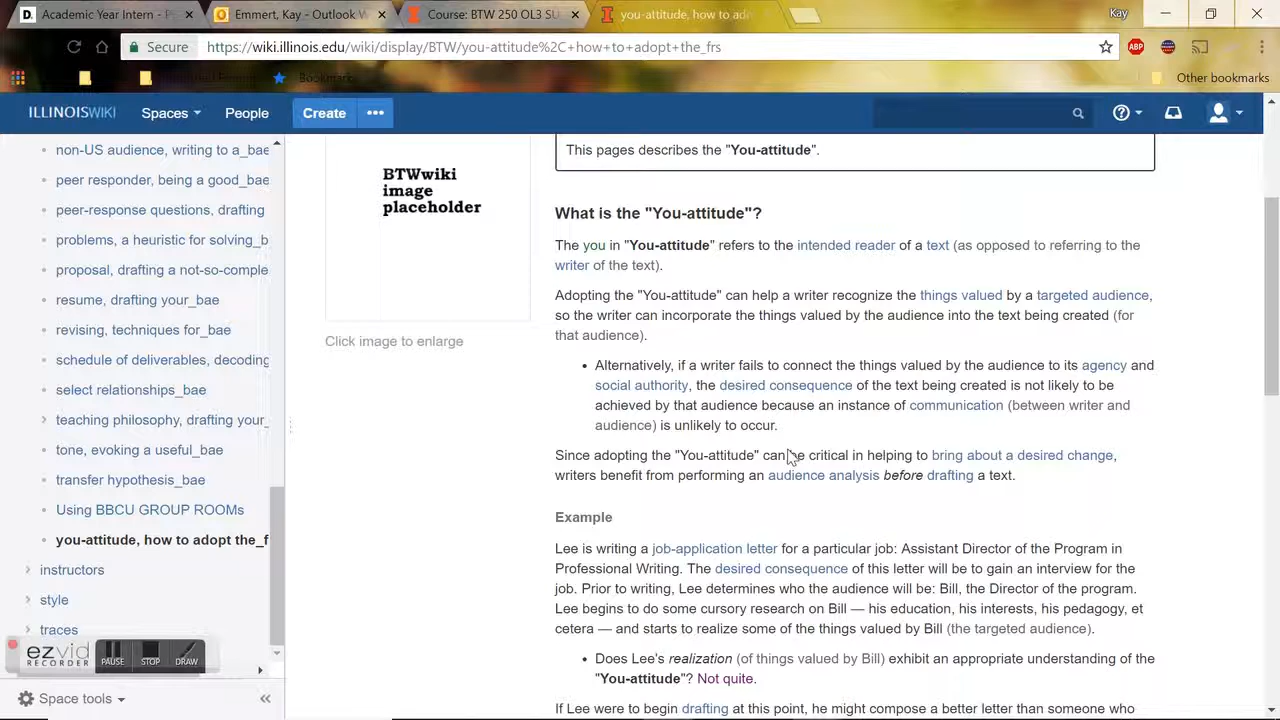 Academic Year Intern - P
Emmert, Kay - Outlook W
Course: BTW 250 OL3 SU
you-attitude, how to ado
Kay
Secure
https://wiki.illinois.edu/wiki/display/BTW/you-attitude%2C+how+to+adopt+the_frs
ABP
Bookmark
Other bookmarks
ILLINOISWIKI
Spaces
People
Create
non-US audience, writing to a_bae
peer responder, being a good_bae
peer-response questions, drafting
problems, a heuristic for solving_b
proposal, drafting a not-so-comple
resume, drafting your_bae
revising, techniques for_bae
schedule of deliverables, decoding
select relationships_bae
teaching philosophy, drafting your_
tone, evoking a useful_bae
transfer hypothesis_bae
Using BBCU GROUP ROOMs
you-attitude, how to adopt the_f
instructors
style
traces
ezvid
RECORDER
PAUSE
STOP
DRAW
Space tools
BTWwiki
image
placeholder
Click image to enlarge
This pages describes the "You-attitude".
What is the "You-attitude"?
The you in "You-attitude" refers to the intended reader of a text (as opposed to referring to the
writer of the text).
Adopting the "You-attitude" can help a writer recognize the things valued by a targeted audience,
so the writer can incorporate the things valued by the audience into the text being created (for
that audience).
Alternatively, if a writer fails to connect the things valued by the audience to its agency and
social authority, the desired consequence of the text being created is not likely to be
achieved by that audience because an instance of communication (between writer and
audience) is unlikely to occur.
Since adopting the "You-attitude" can be critical in helping to bring about a desired change,
writers benefit from performing an audience analysis before drafting a text.
Example
Lee is writing a job-application letter for a particular job: Assistant Director of the Program in
Professional Writing. The desired consequence of this letter will be to gain an interview for the
job. Prior to writing, Lee determines who the audience will be: Bill, the Director of the program.
Lee begins to do some cursory research on Bill — his education, his interests, his pedagogy, et
cetera — and starts to realize some of the things valued by Bill (the targeted audience).
Does Lee's realization (of things valued by Bill) exhibit an appropriate understanding of the
"You-attitude"? Not quite.
If Lee were to begin drafting at this point, he might compose a better letter than someone who